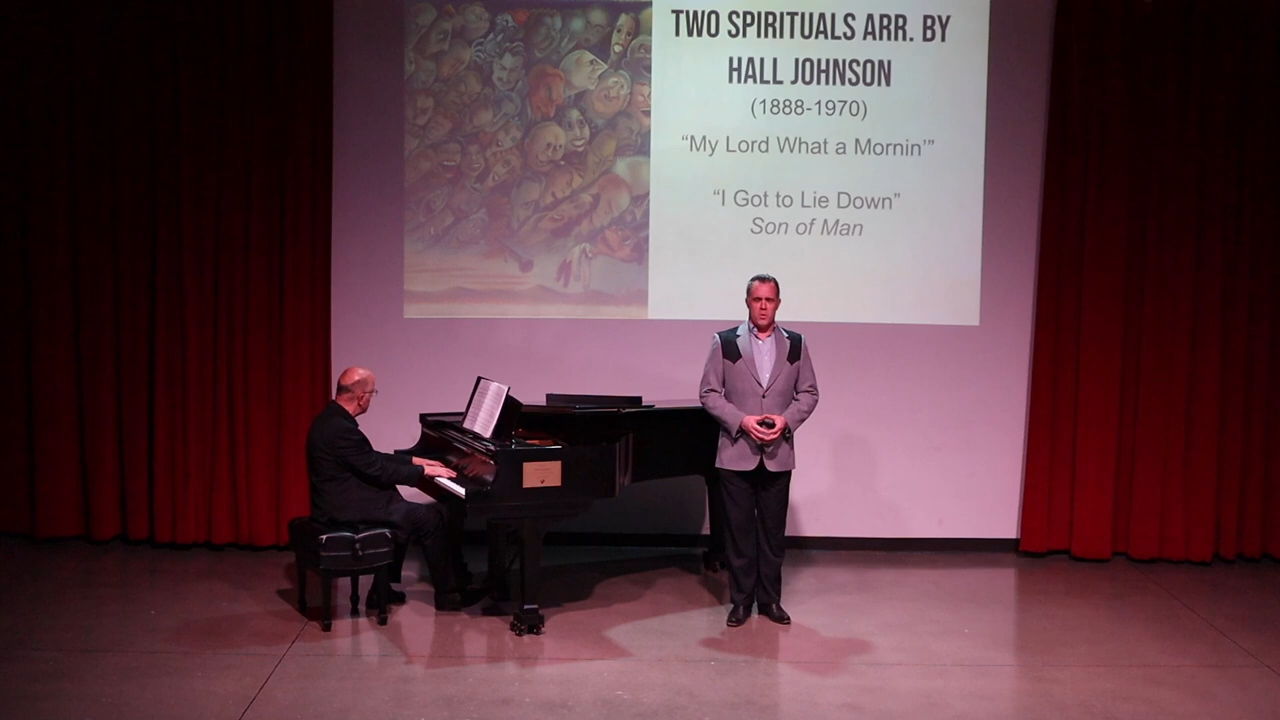 TWO SPIRITUALS ARR. BY
HALL JOHNSON
(1888-1970)
“My Lord What a Mornin’”
“I Got to Lie Down”
Son of Man